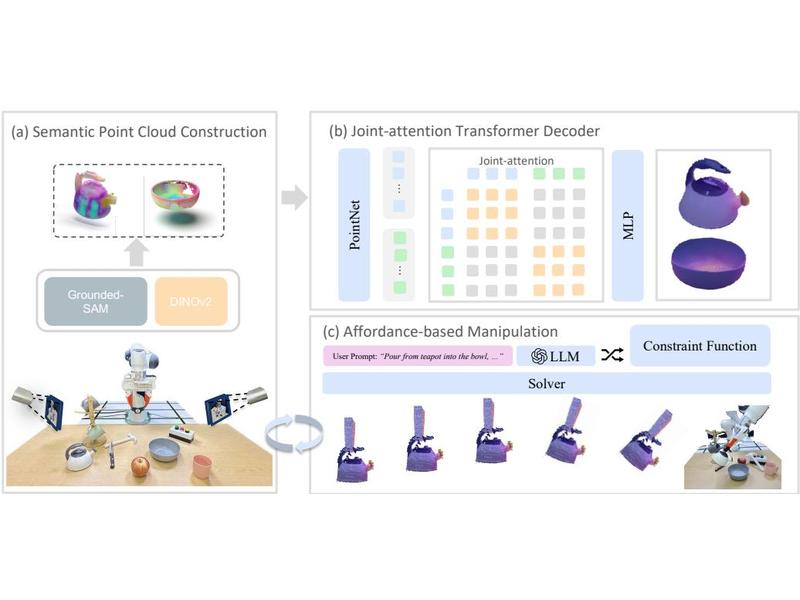 (a) Semantic Point Cloud Construction
Grounded-
SAM
DINOv2
(b) Joint-attention Transformer Decoder
PointNet
Joint-attention
MLP
(c) Affordance-based Manipulation
User Prompt: “Pour from teapot into the bowl, ...”
LLM
Constraint Function
Solver